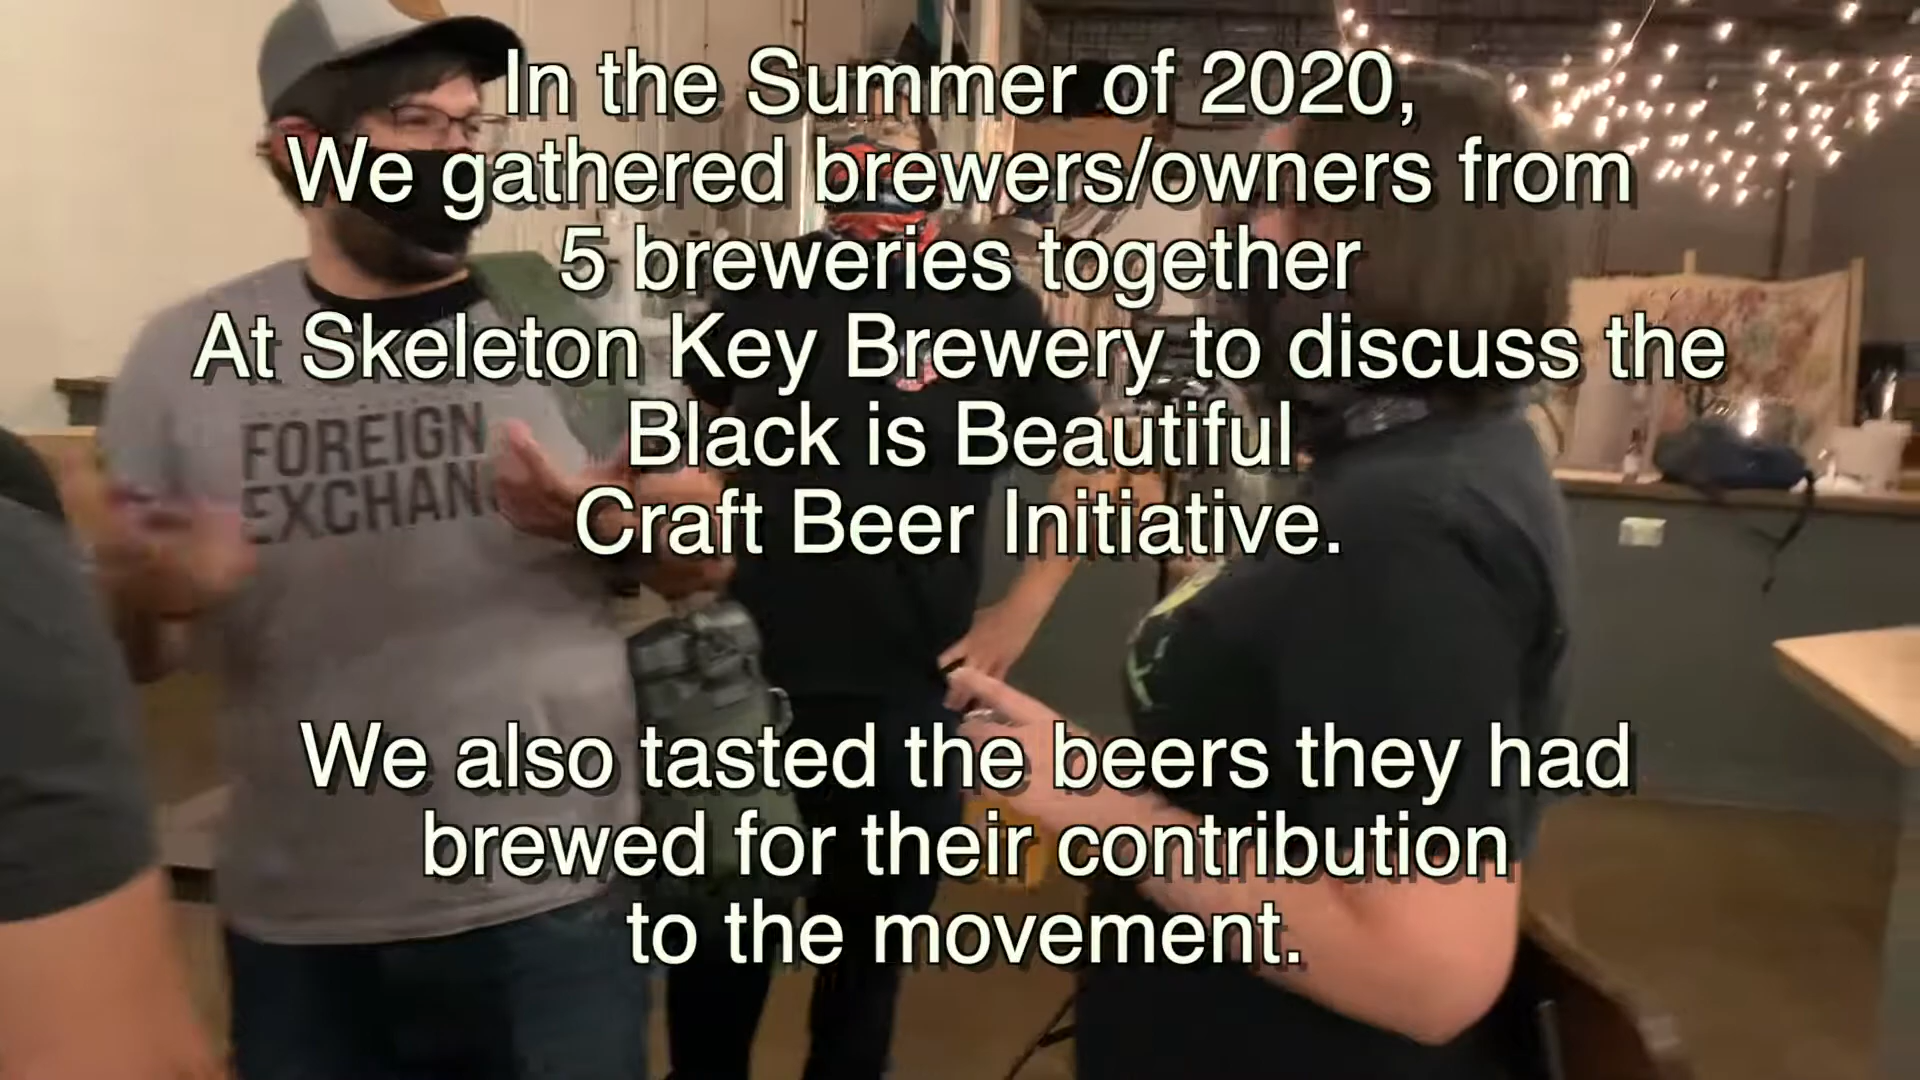 In the Summer of 2020,
We gathered brewers/owners from
5 breweries together
At Skeleton Key Brewery to discuss the
Black is Beautiful
Craft Beer Initiative.
We also tasted the beers they had
brewed for their contribution
to the movement.
FOREIGN
EXCHAN